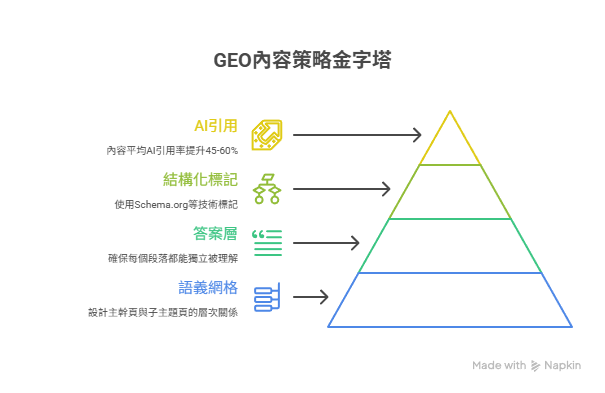 GEO內容策略金字塔
AI引用
內容平均AI引用率提升45-60%
結構化標記
使用Schema.org等技術標記
答案層
確保每個段落都能獨立被理解
語義網格
設計主幹頁與子主題頁的層次關係
Made with Napkin